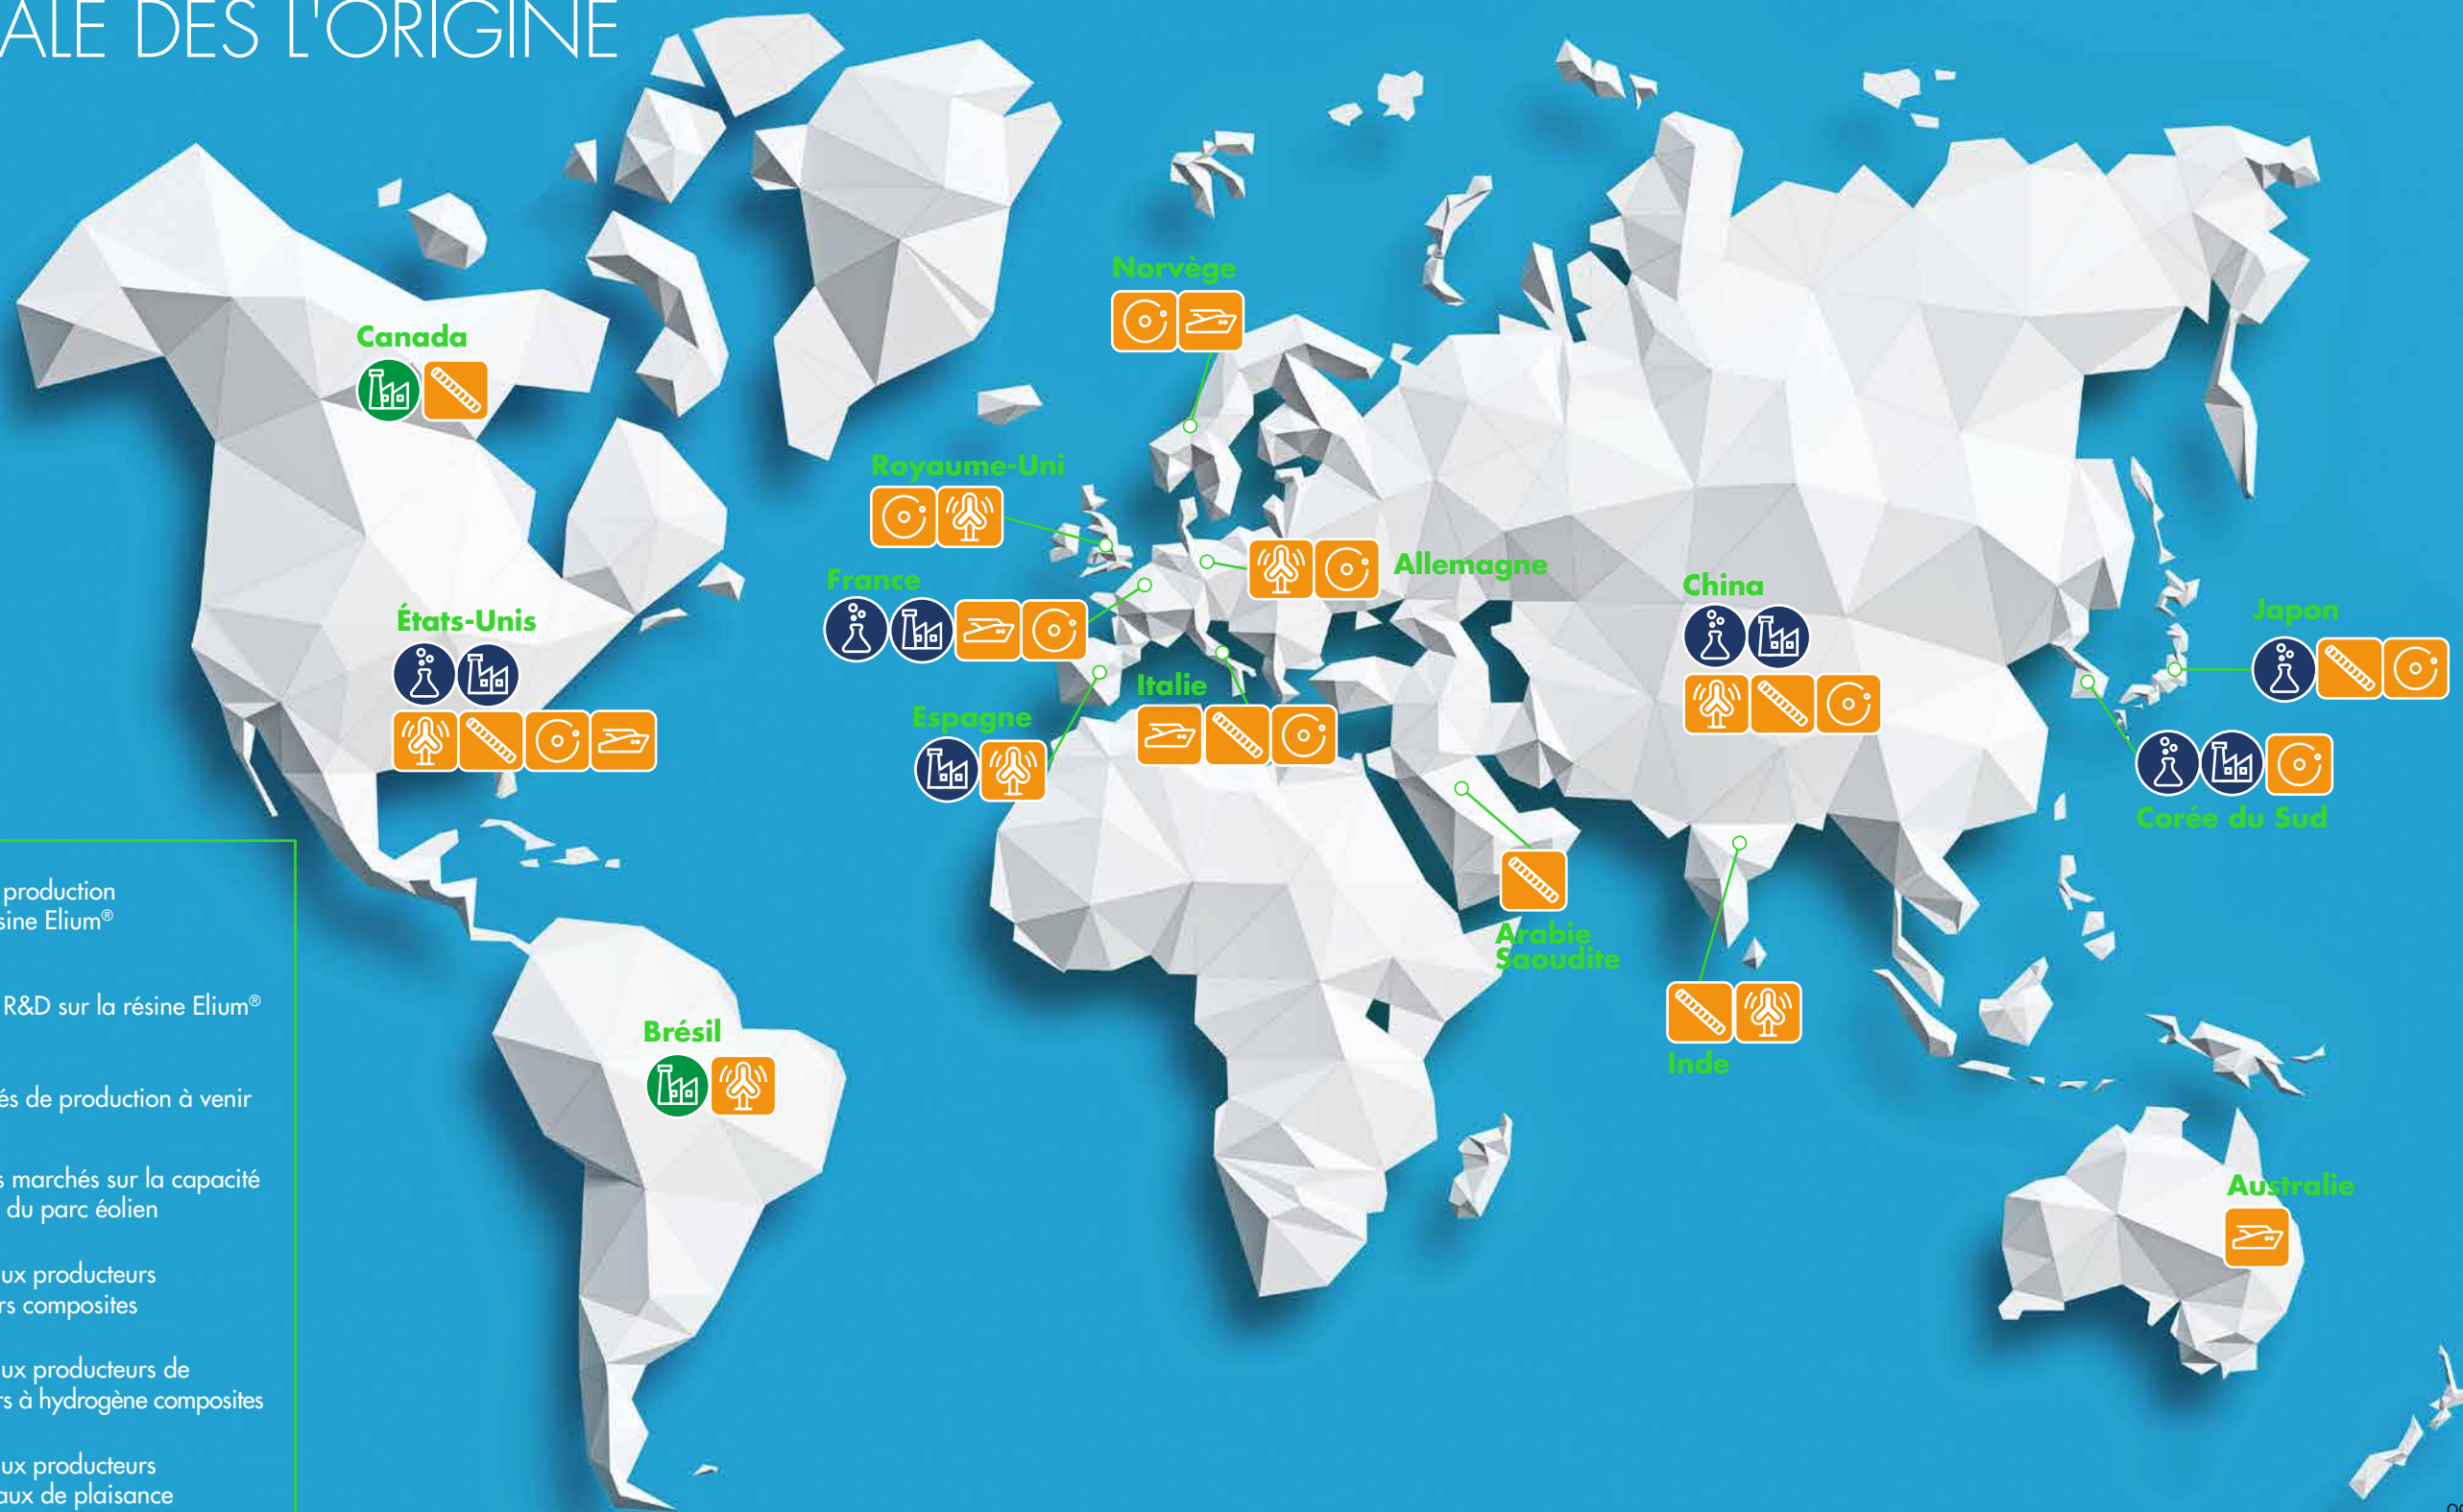 ALE DES L'ORIGINE
Norvège
Canada
Royaume-Uni
Allemagne
France
China
États-Unis
Japon
Italie
Espagne
Corée du Sud
Arabie
Saoudite
Inde
Brésil
Australie
production
sine Elium®
R&D sur la résine Elium®
és de production à venir
s marchés sur la capacité
du parc éolien
ux producteurs
rs composites
ux producteurs de
rs à hydrogène composites
ux producteurs
aux de plaisance